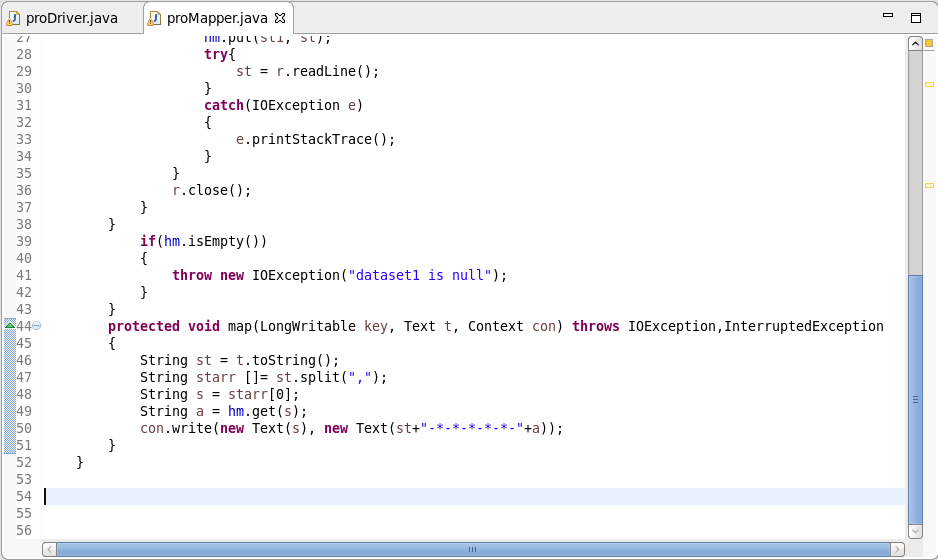 proDriver.java proMapper.java
27 hm.put(st1, st);
28 try{
29 st = r.readLine();
30 }
31 catch(IOException e)
32 {
33 e.printStackTrace();
34 }
35 }
36 r.close();
37 }
38 }
39 if(hm.isEmpty())
40 {
41 throw new IOException("dataset1 is null");
42 }
43 }
44 protected void map(LongWritable key, Text t, Context con) throws IOException,InterruptedException
45 {
46 String st = t.toString();
47 String starr []= st.split(",");
48 String s = starr[0];
49 String a = hm.get(s);
50 con.write(new Text(s), new Text(st+"-*-*-*-*-*-"+a));
51 }
52 }
53
54
55
56